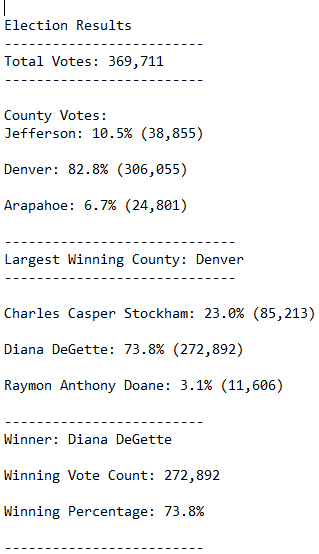 Election Results
-------------------------
Total Votes: 369,711
-------------------------
County Votes:
Jefferson: 10.5% (38,855)
Denver: 82.8% (306,055)
Arapahoe: 6.7% (24,801)
-----------------------------
Largest Winning County: Denver
-----------------------------
Charles Casper Stockham: 23.0% (85,213)
Diana DeGette: 73.8% (272,892)
Raymon Anthony Doane: 3.1% (11,606)
-------------------------
Winner: Diana DeGette
Winning Vote Count: 272,892
Winning Percentage: 73.8%
-------------------------